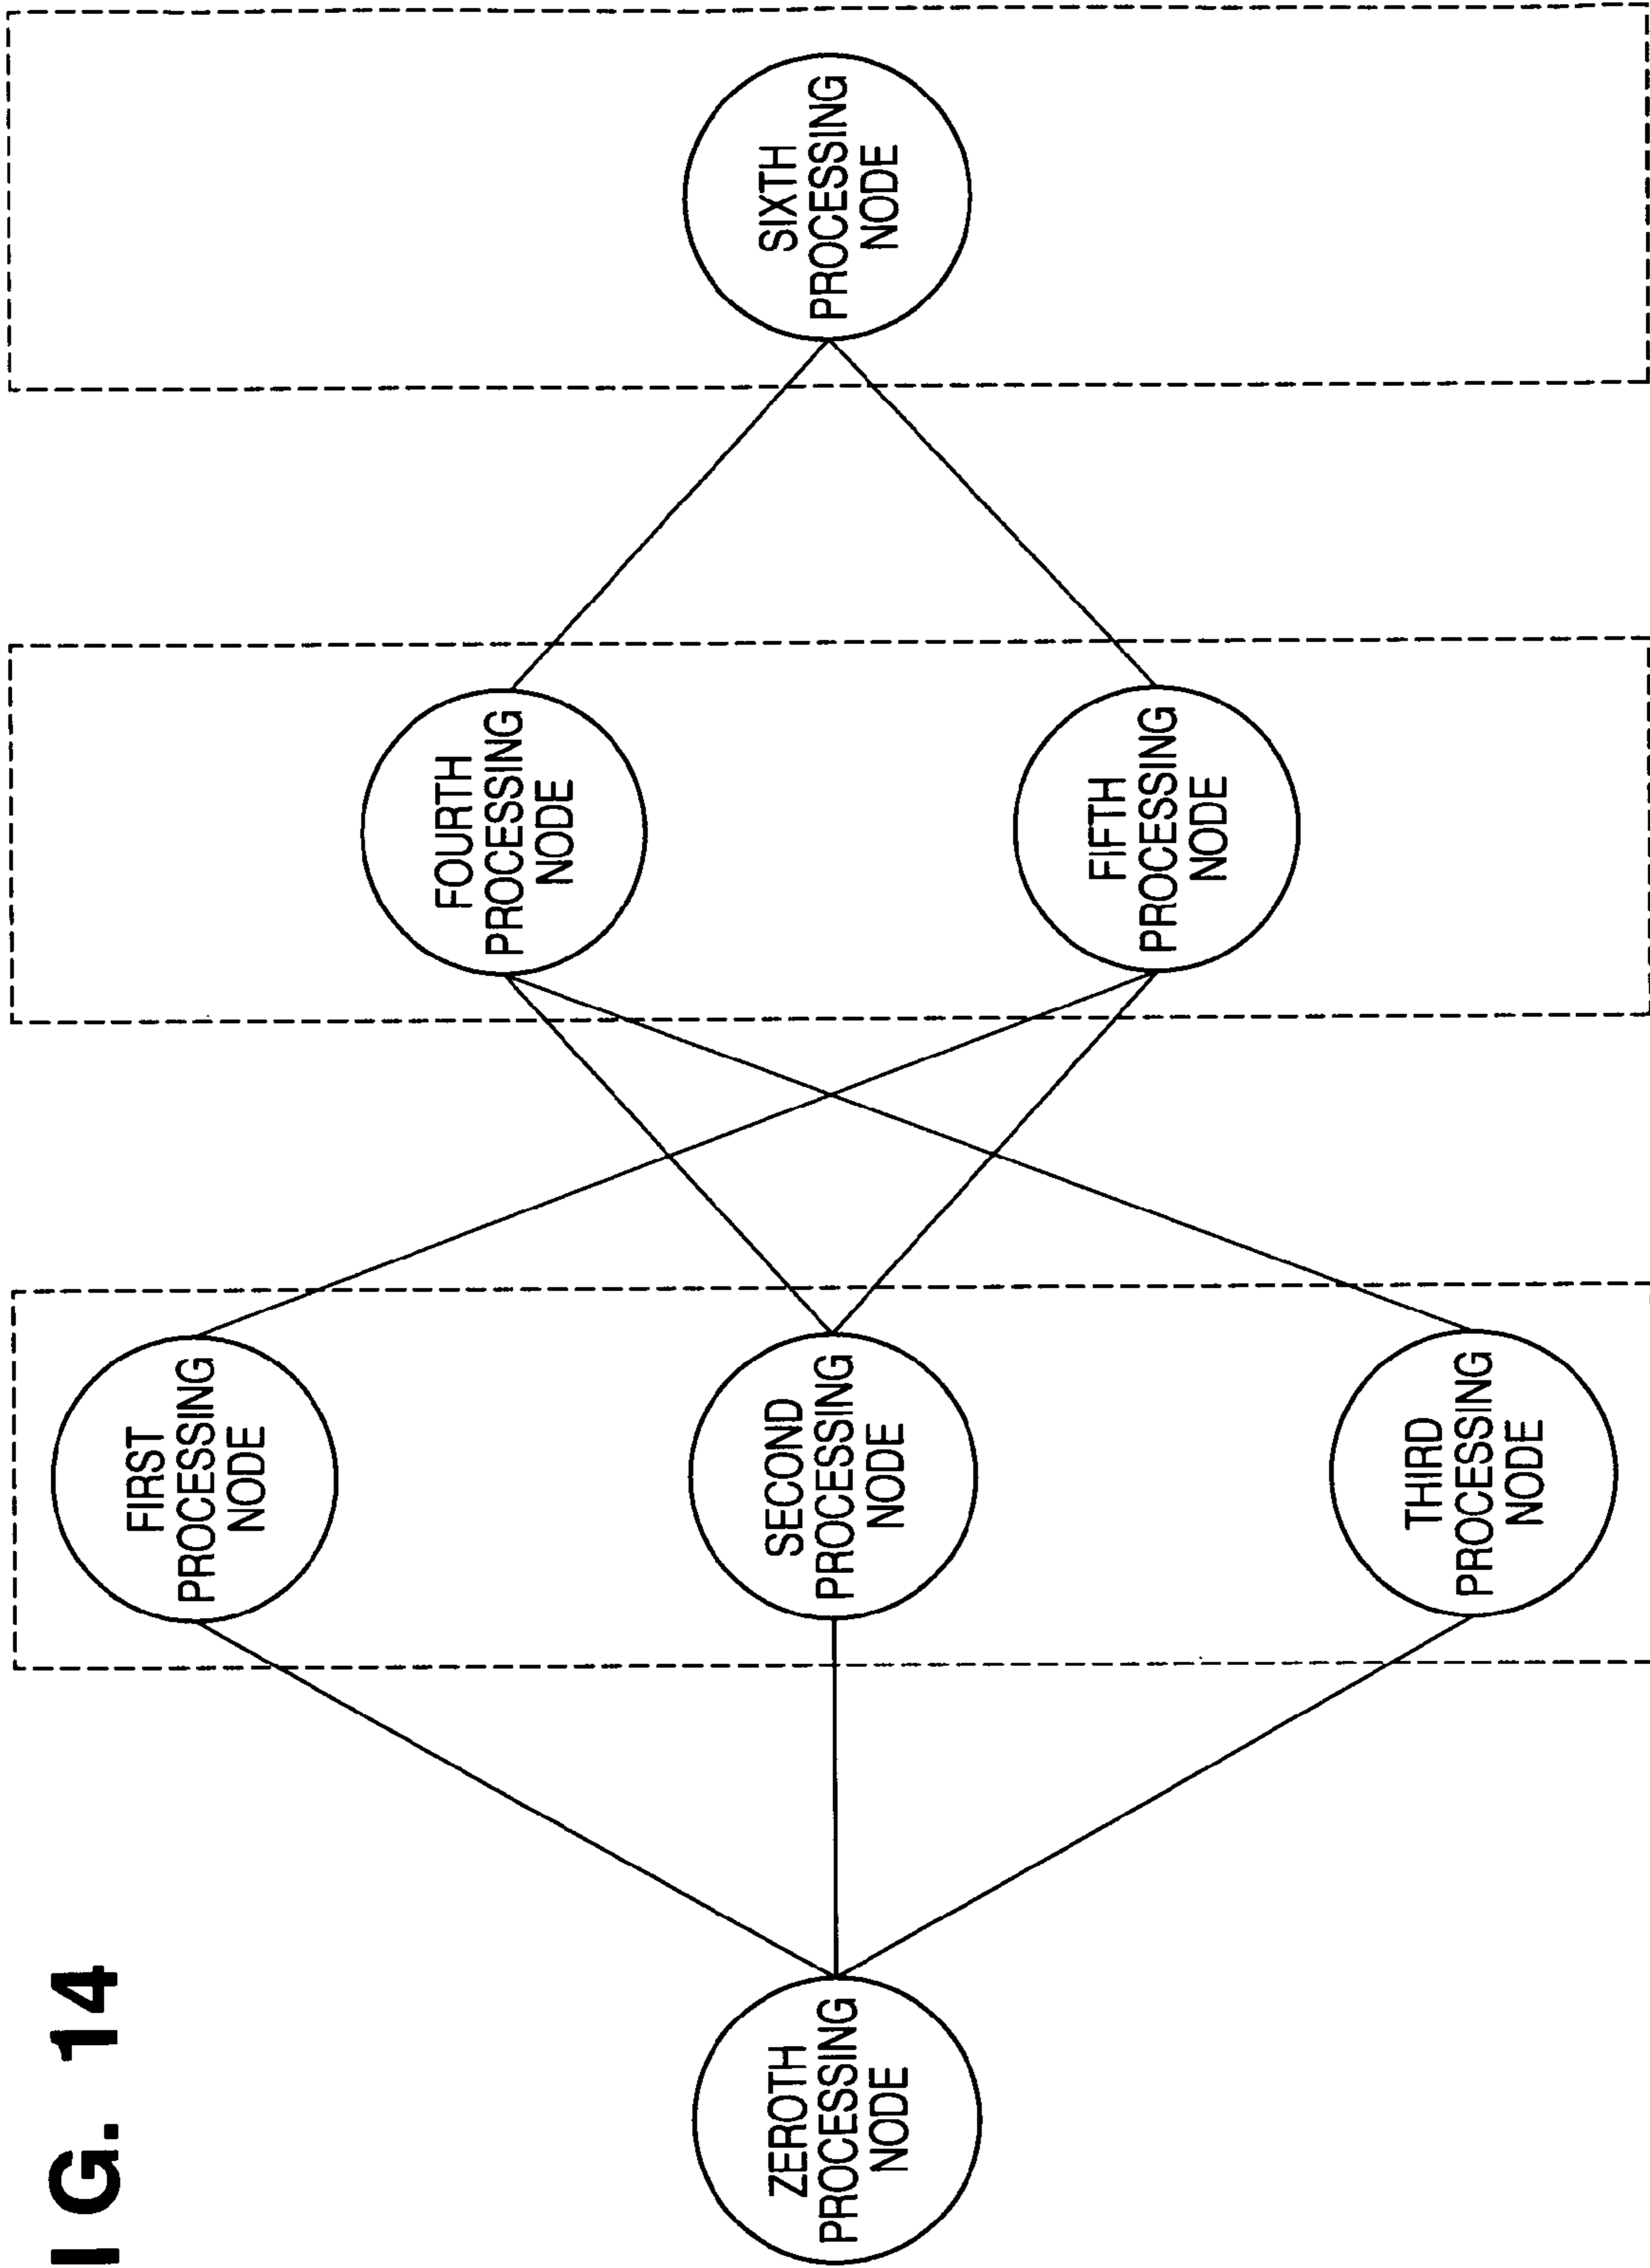 IG. 14
ZEROTH
PROCESSING
NODE
FIRST
PROCESSING
NODE
SECOND
PROCESSING
NODE
THIRD
PROCESSING
NODE
FOURTH
PROCESSING
NODE
FIFTH
PROCESSING
NODE
SIXTH
PROCESSING
NODE